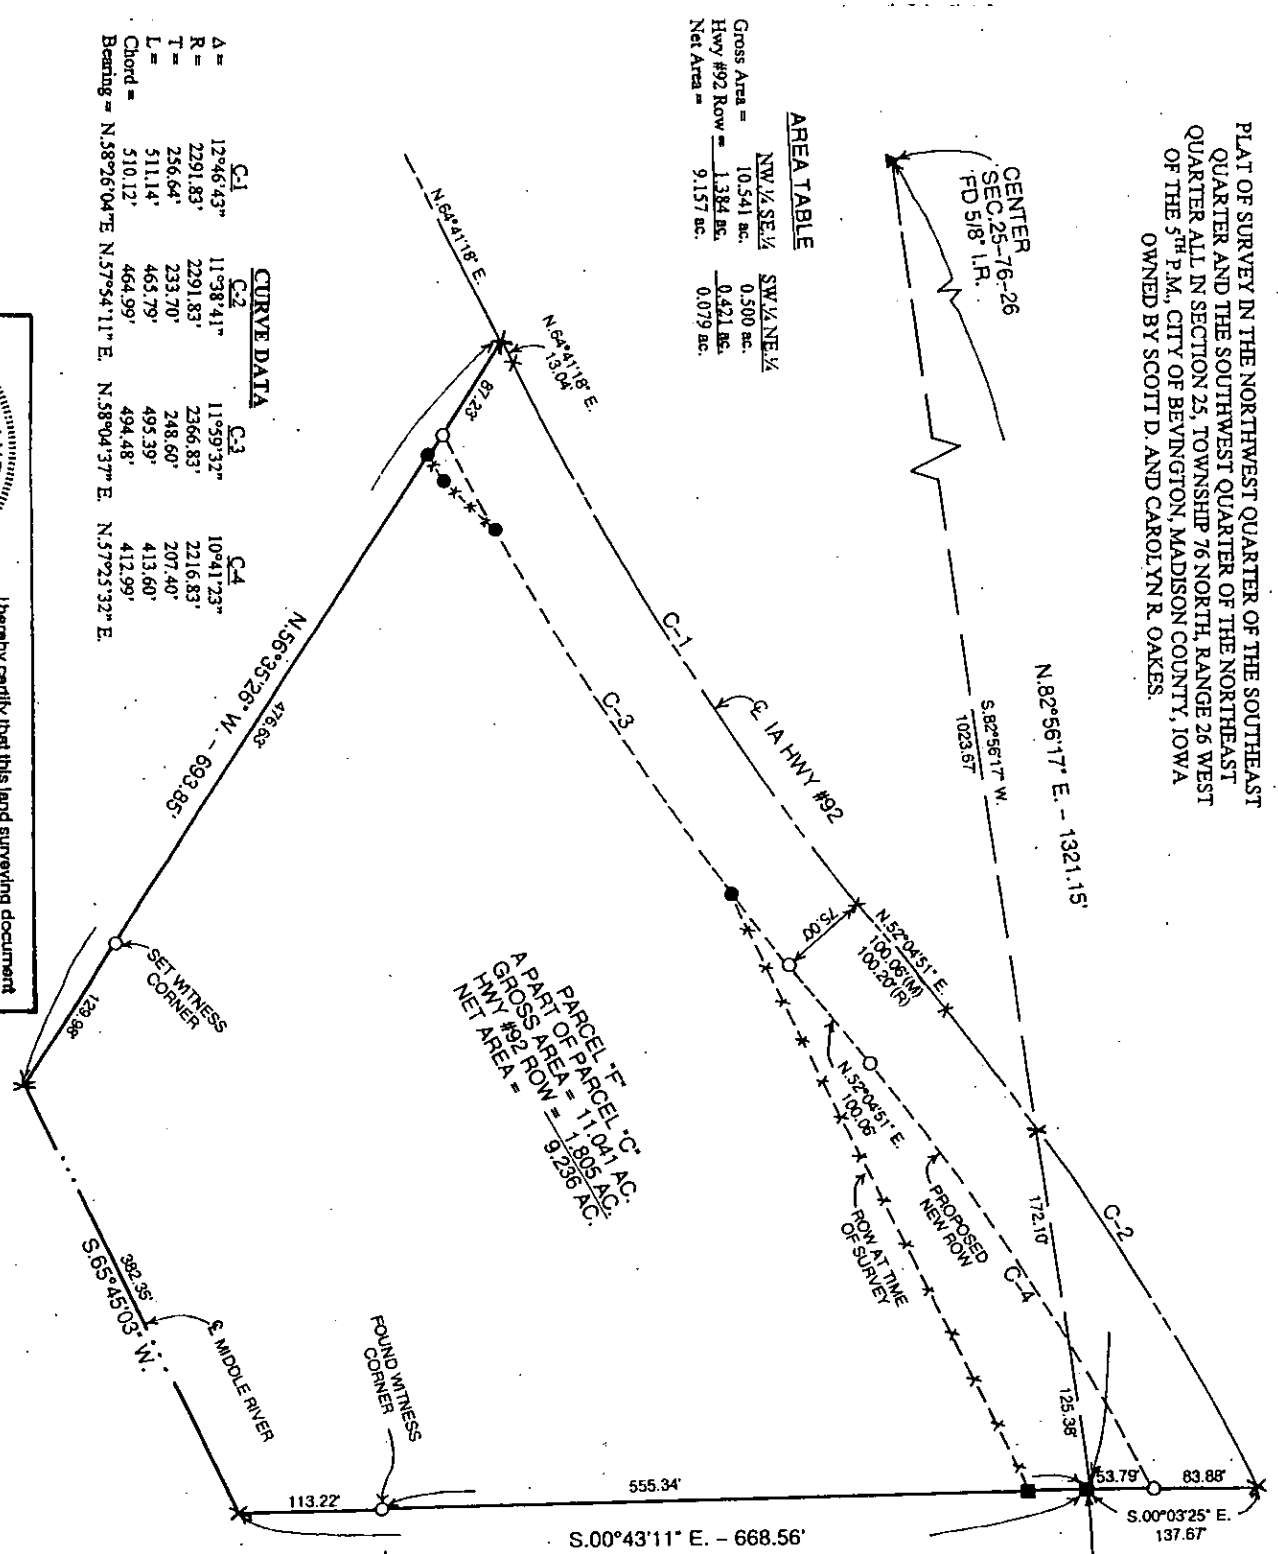 PLAT OF SURVEY IN THE NORTHWEST QUARTER OF THE SOUTHEAST
QUARTER AND THE SOUTHWEST QUARTER OF THE NORTHEAST
QUARTER ALL IN SECTION 25, TOWNSHIP 76 NORTH, RANGE 26 WEST
OF THE 5TH P.M., CITY OF BEVINGTON, MADISON COUNTY, IOWA
OWNED BY SCOTT D. AND CAROLYN R. OAKES.
CENTER
SEC.25-76-26
FD 5/8" I.R.
N.82°56'17" E. - 1321.15'
S.82°56'17" W.
1023.67'
172.10'
125.38'
AREA TABLE
NW.¼ SE.¼ SW.¼ NE.¼
Gross Area = 10.541 ac. 0.500 ac.
Hwy #92 Row = 1.384 ac. 0.421 ac.
Net Area = 9.157 ac. 0.079 ac.
N.64°41'18" E.
N.64°41'18" E.
13.04'
C-1
℄ IA HWY #92
N.52°04'51" E.
100.06'(M)
100.20'(R)
75.00'
C-2
C-3
N.52°04'51" E.
100.06'
PROPOSED
NEW ROW
C-4
ROW AT TIME
OF SURVEY
87.23'
476.63'
N.56°35'26" W. - 693.85'
129.98'
SET WITNESS
CORNER
PARCEL "F"
A PART OF PARCEL "C"
GROSS AREA = 11.041 AC.
HWY #92 ROW = 1.805 AC.
NET AREA = 9.236 AC.
382.35'
S.65°45'03" W.
℄ MIDDLE RIVER
FOUND WITNESS
CORNER
113.22'
555.34'
53.79'
83.88'
S.00°43'11" E. - 668.56'
S.00°03'25" E.
137.67'
CURVE DATA
C-1 C-2 C-3 C-4
Δ = 12°46'43" 11°38'41" 11°59'32" 10°41'23"
R = 2291.83' 2291.83' 2366.83' 2216.83'
T = 256.64' 233.70' 248.60' 207.40'
L = 511.14' 465.79' 495.39' 413.60'
Chord = 510.12' 464.99' 494.48' 412.99'
Bearing = N.58°26'04"E N.57°54'11" E. N.58°04'37" E. N.57°25'32" E.
I hereby certify that this land surveying document